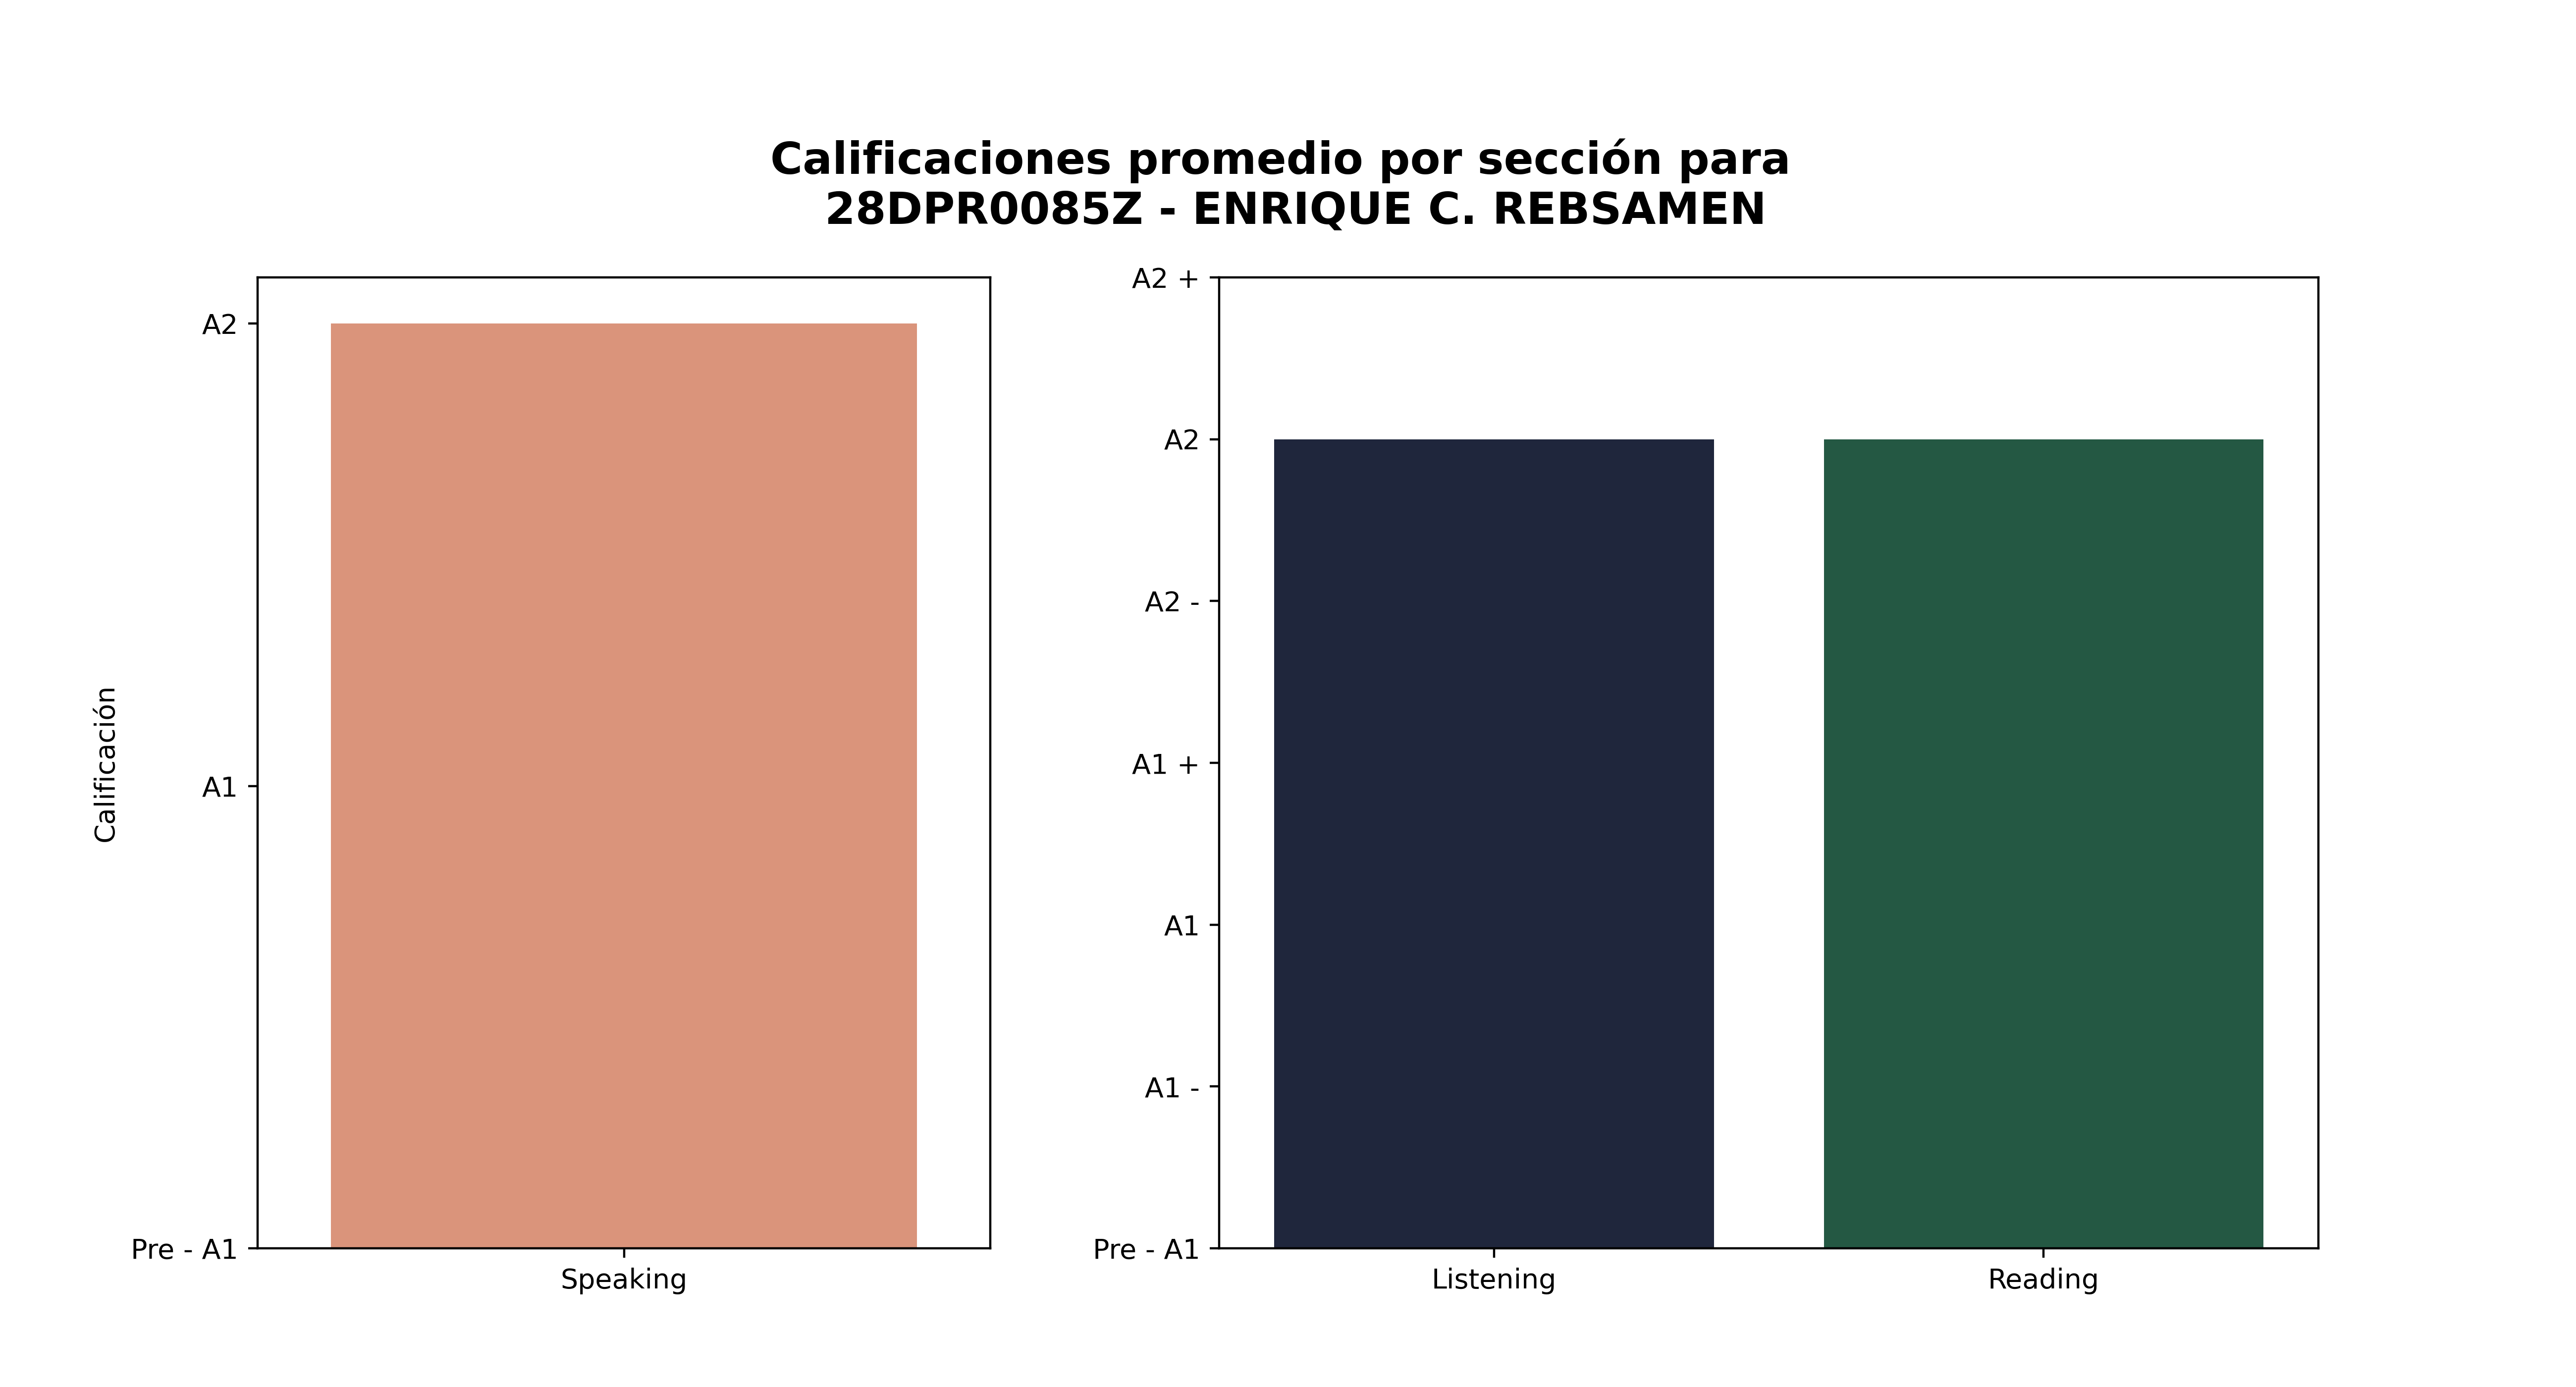 Calificaciones promedio por sección para
28DPR0085Z - ENRIQUE C. REBSAMEN
Calificación
A2
A1
Pre - A1
Speaking
A2 +
A2
A2 -
A1 +
A1
A1 -
Pre - A1
Listening
Reading